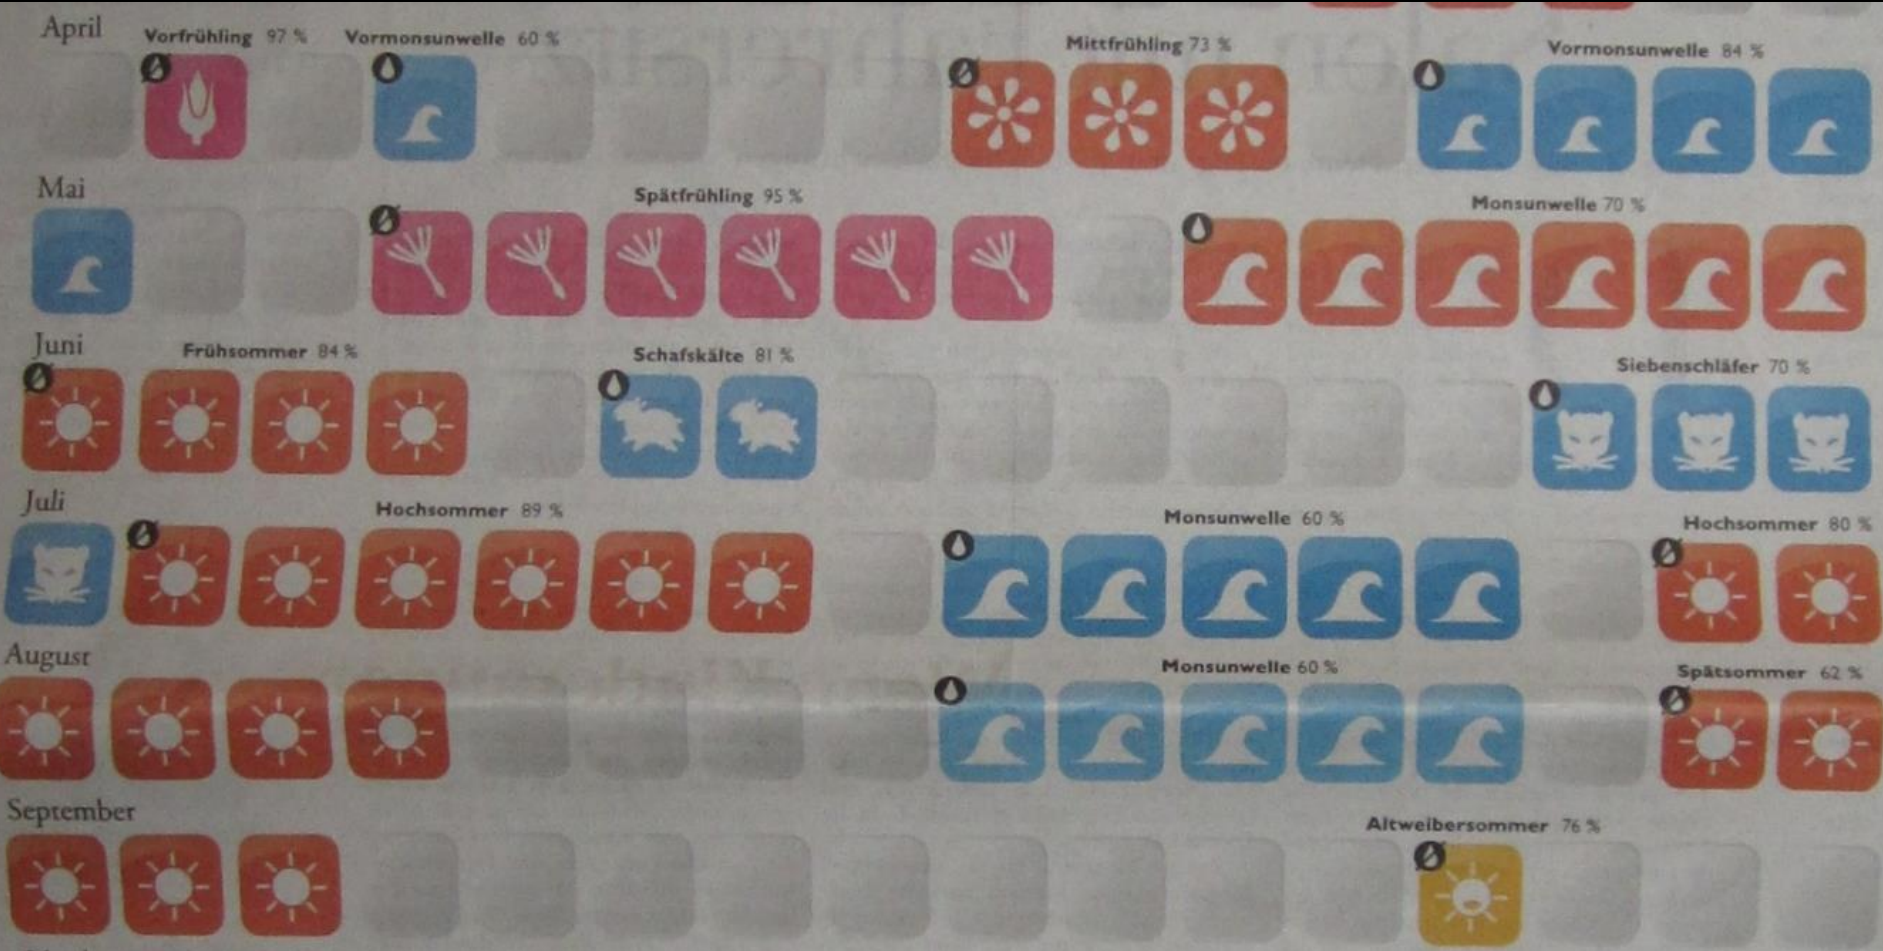 April
Vorfrühling 97 %
Vormonsunwelle 60 %
Mittfrühling 73 %
Vormonsunwelle 84 %
Mai
Spätfrühling 95 %
Monsunwelle 70 %
Juni
Frühsommer 84 %
Schafskälte 81 %
Siebenschläfer 70 %
Juli
Hochsommer 89 %
Monsunwelle 60 %
Hochsommer 80 %
August
Monsunwelle 60 %
Spätsommer 62 %
September
Altweibersommer 76 %